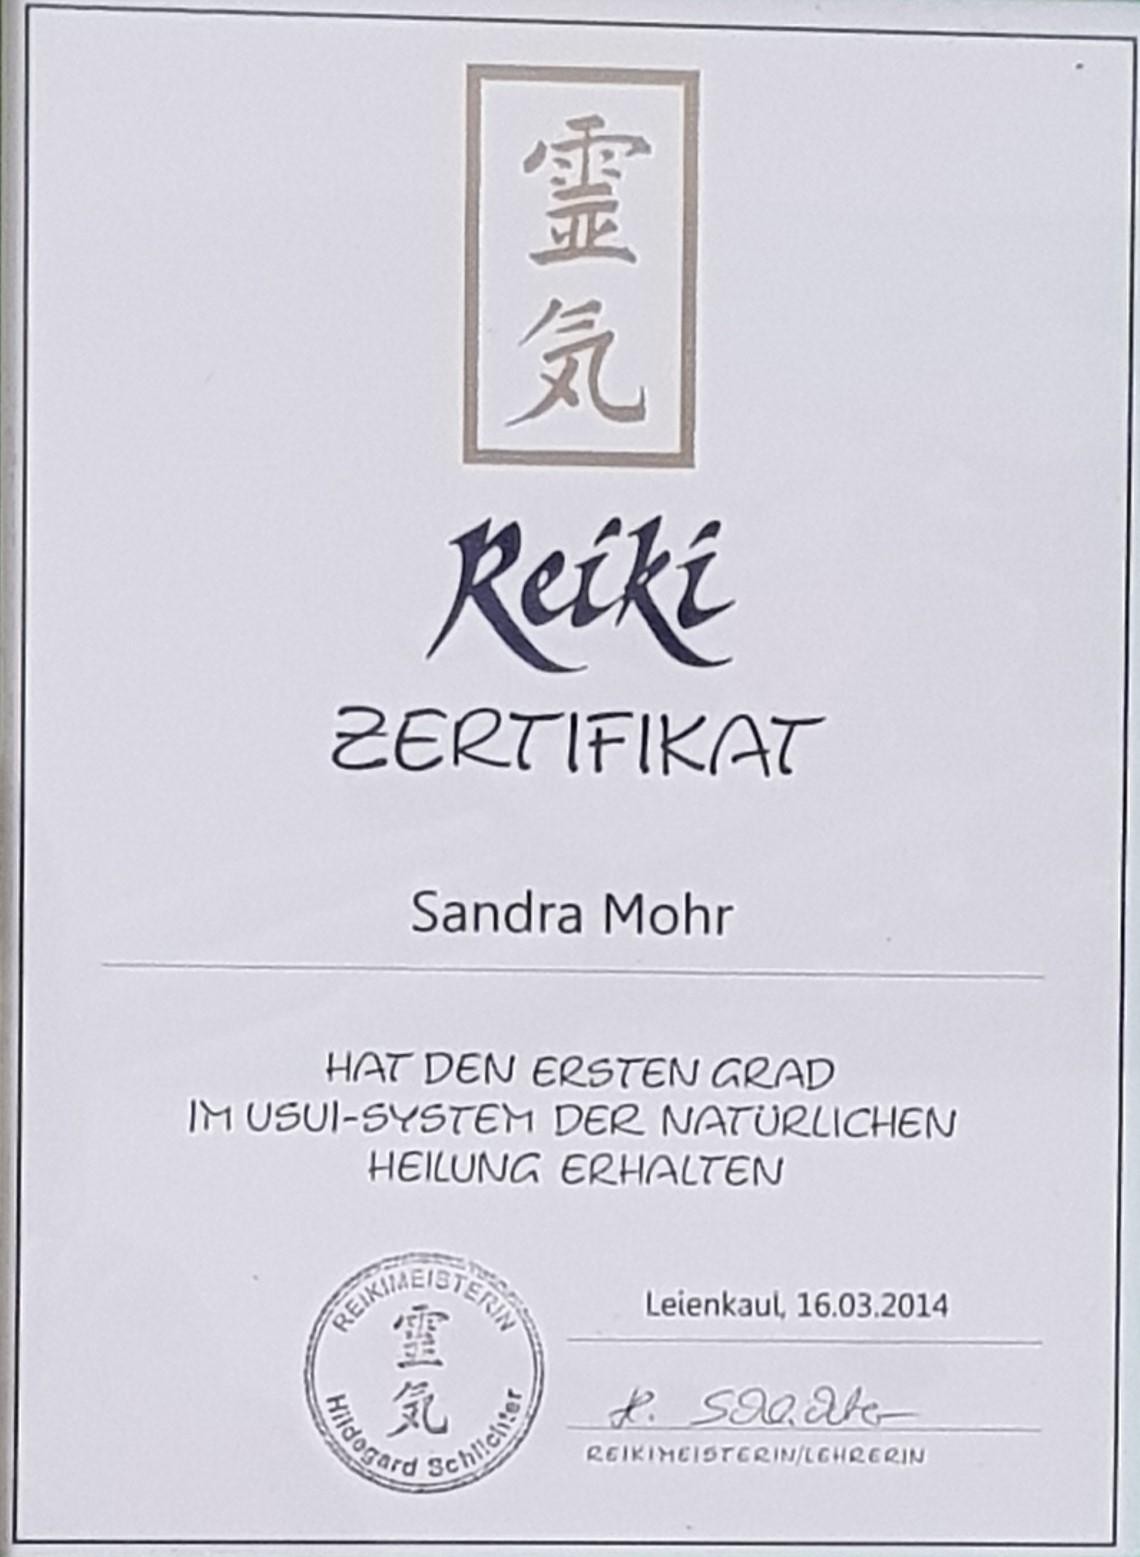 霊
気
Reiki
ZERTIFIKAT
Sandra Mohr
HAT DEN ERSTEN GRAD
IM USUI-SYSTEM DER NATÜRLICHEN
HEILUNG ERHALTEN
REIKIMEISTERIN
霊
気
Hildegard Schlichter
Leienkaul, 16.03.2014
H. Schlichter
REIKIMEISTERIN/LEHRERIN